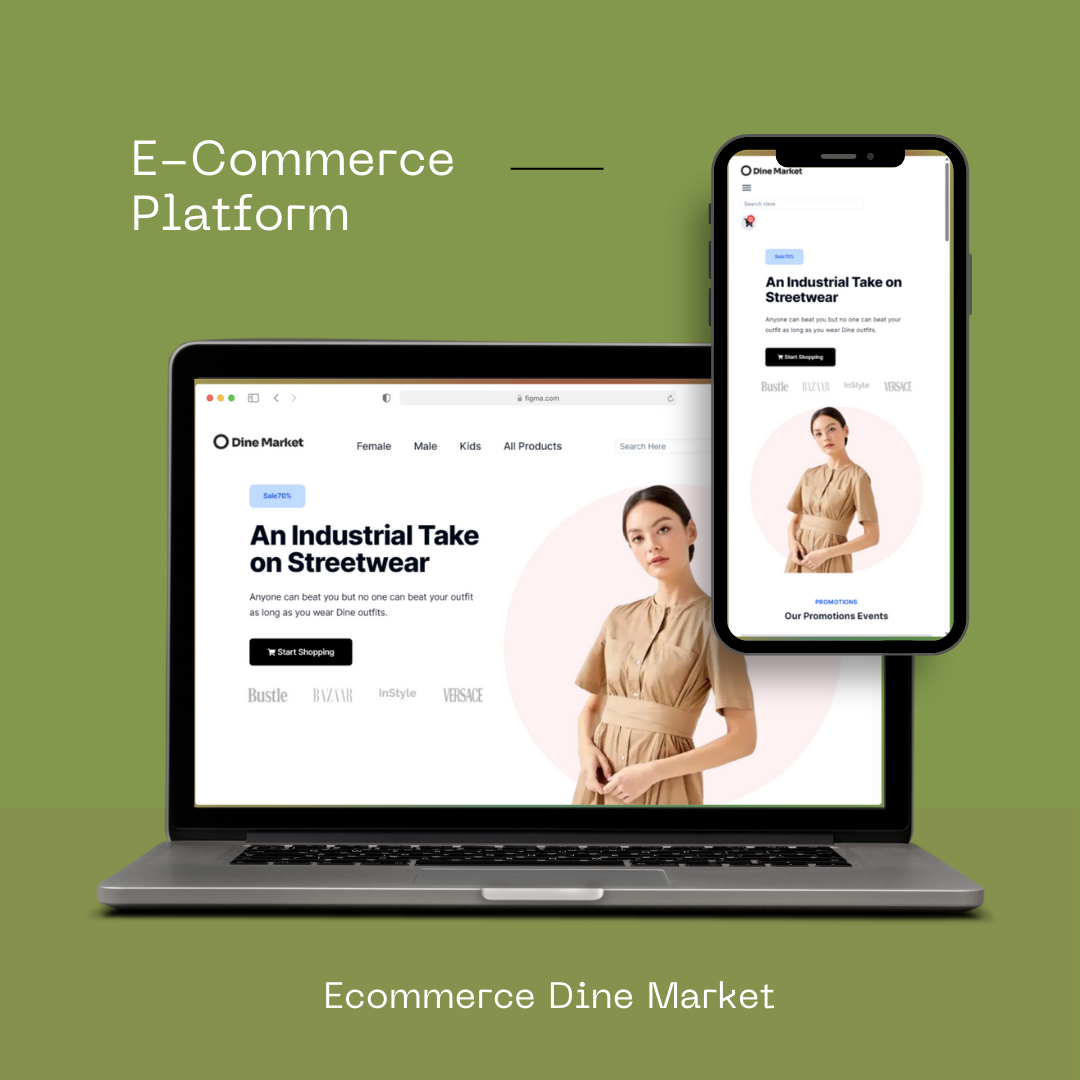 E-Commerce
Platform
Dine Market
Search Here
0
Sale70%
An Industrial Take on
Streetwear
Anyone can beat you but no one can beat your
outfit as long as you wear Dine outfits.
Start Shopping
Bustle BAZAAR InStyle VERSACE
PROMOTIONS
Our Promotions Events
figma.com
Dine Market Female Male Kids All Products Search Here
Sale70%
An Industrial Take
on Streetwear
Anyone can beat you but no one can beat your outfit
as long as you wear Dine outfits.
Start Shopping
Bustle BAZAAR InStyle VERSACE
Ecommerce Dine Market